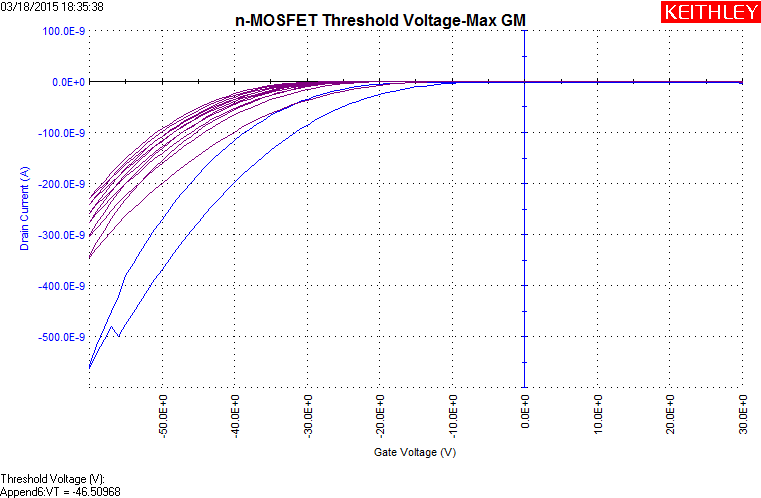 03/18/2015 18:35:38
n-MOSFET Threshold Voltage-Max GM
KEITHLEY
100.0E-9
0.0E+0
-100.0E-9
-200.0E-9
-300.0E-9
-400.0E-9
-500.0E-9
Drain Current (A)
-50.0E+0
-40.0E+0
-30.0E+0
-20.0E+0
-10.0E+0
0.0E+0
10.0E+0
20.0E+0
30.0E+0
Gate Voltage (V)
Threshold Voltage (V):
Append6:VT = -46.50968